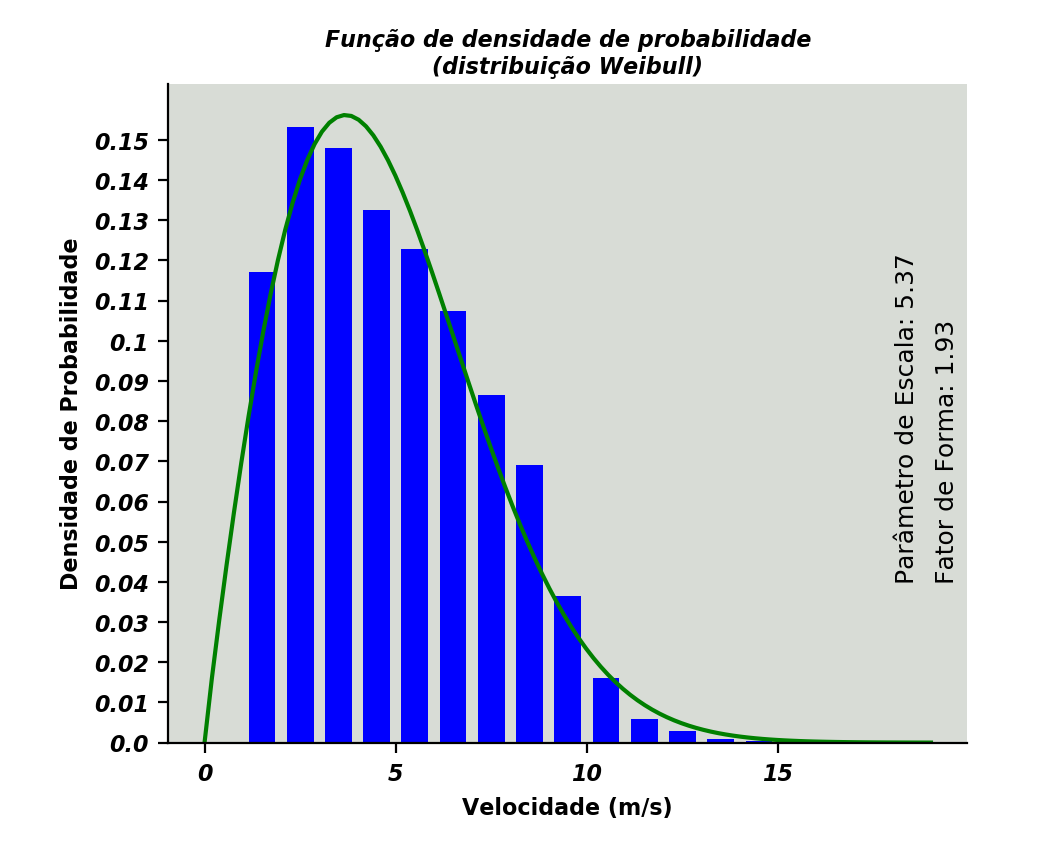 Função de densidade de probabilidade
(distribuição Weibull)
Densidade de Probabilidade
0.15
0.14
0.13
0.12
0.11
0.1
0.09
0.08
0.07
0.06
0.05
0.04
0.03
0.02
0.01
0.0
0 5 10 15
Velocidade (m/s)
Parâmetro de Escala: 5.37
Fator de Forma: 1.93